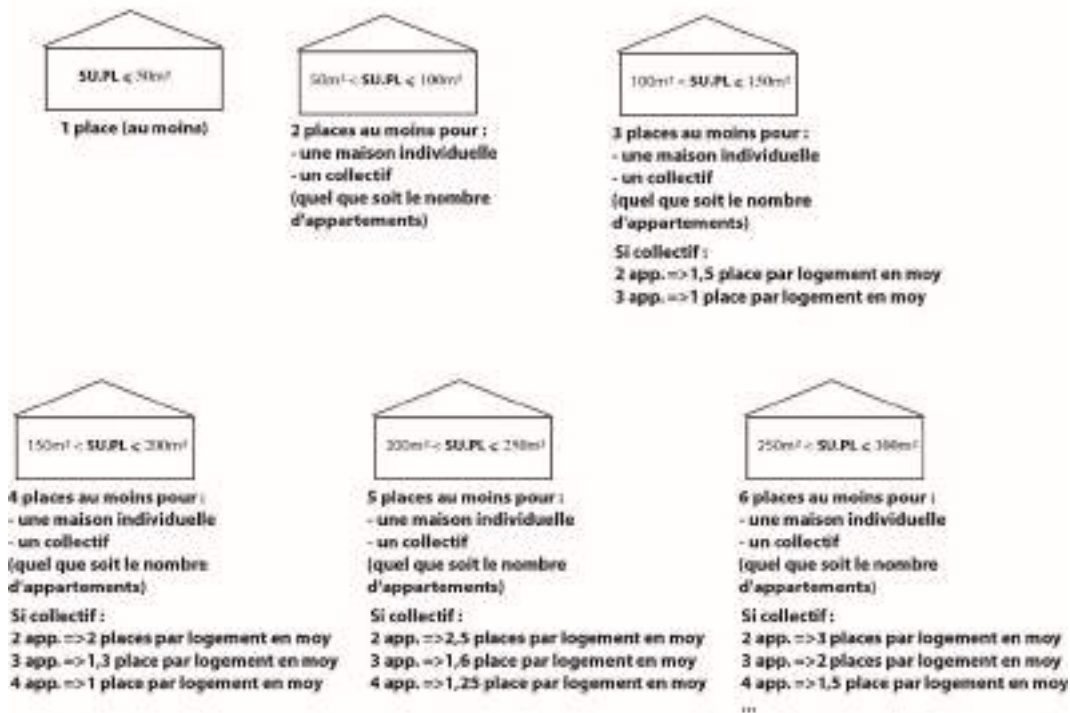 SU.PL ⩽ 50m²
1 place (au moins)
50m² < SU.PL ⩽ 100m²
2 places au moins pour :
- une maison individuelle
- un collectif
(quel que soit le nombre
d'appartements)
100m² < SU.PL ⩽ 150m²
3 places au moins pour :
- une maison individuelle
- un collectif
(quel que soit le nombre
d'appartements)
Si collectif :
2 app. =>1,5 place par logement en moy
3 app. =>1 place par logement en moy
150m² < SU.PL ⩽ 200m²
4 places au moins pour :
- une maison individuelle
- un collectif
(quel que soit le nombre
d'appartements)
Si collectif :
2 app. =>2 places par logement en moy
3 app. =>1,3 place par logement en moy
4 app. =>1 place par logement en moy
200m² < SU.PL ⩽ 250m²
5 places au moins pour :
- une maison individuelle
- un collectif
(quel que soit le nombre
d'appartements)
Si collectif :
2 app. =>2,5 places par logement en moy
3 app. =>1,6 place par logement en moy
4 app. =>1,25 place par logement en moy
250m² < SU.PL ⩽ 300m²
6 places au moins pour :
- une maison individuelle
- un collectif
(quel que soit le nombre
d'appartements)
Si collectif :
2 app. =>3 places par logement en moy
3 app. =>2 places par logement en moy
4 app. =>1,5 place par logement en moy
...